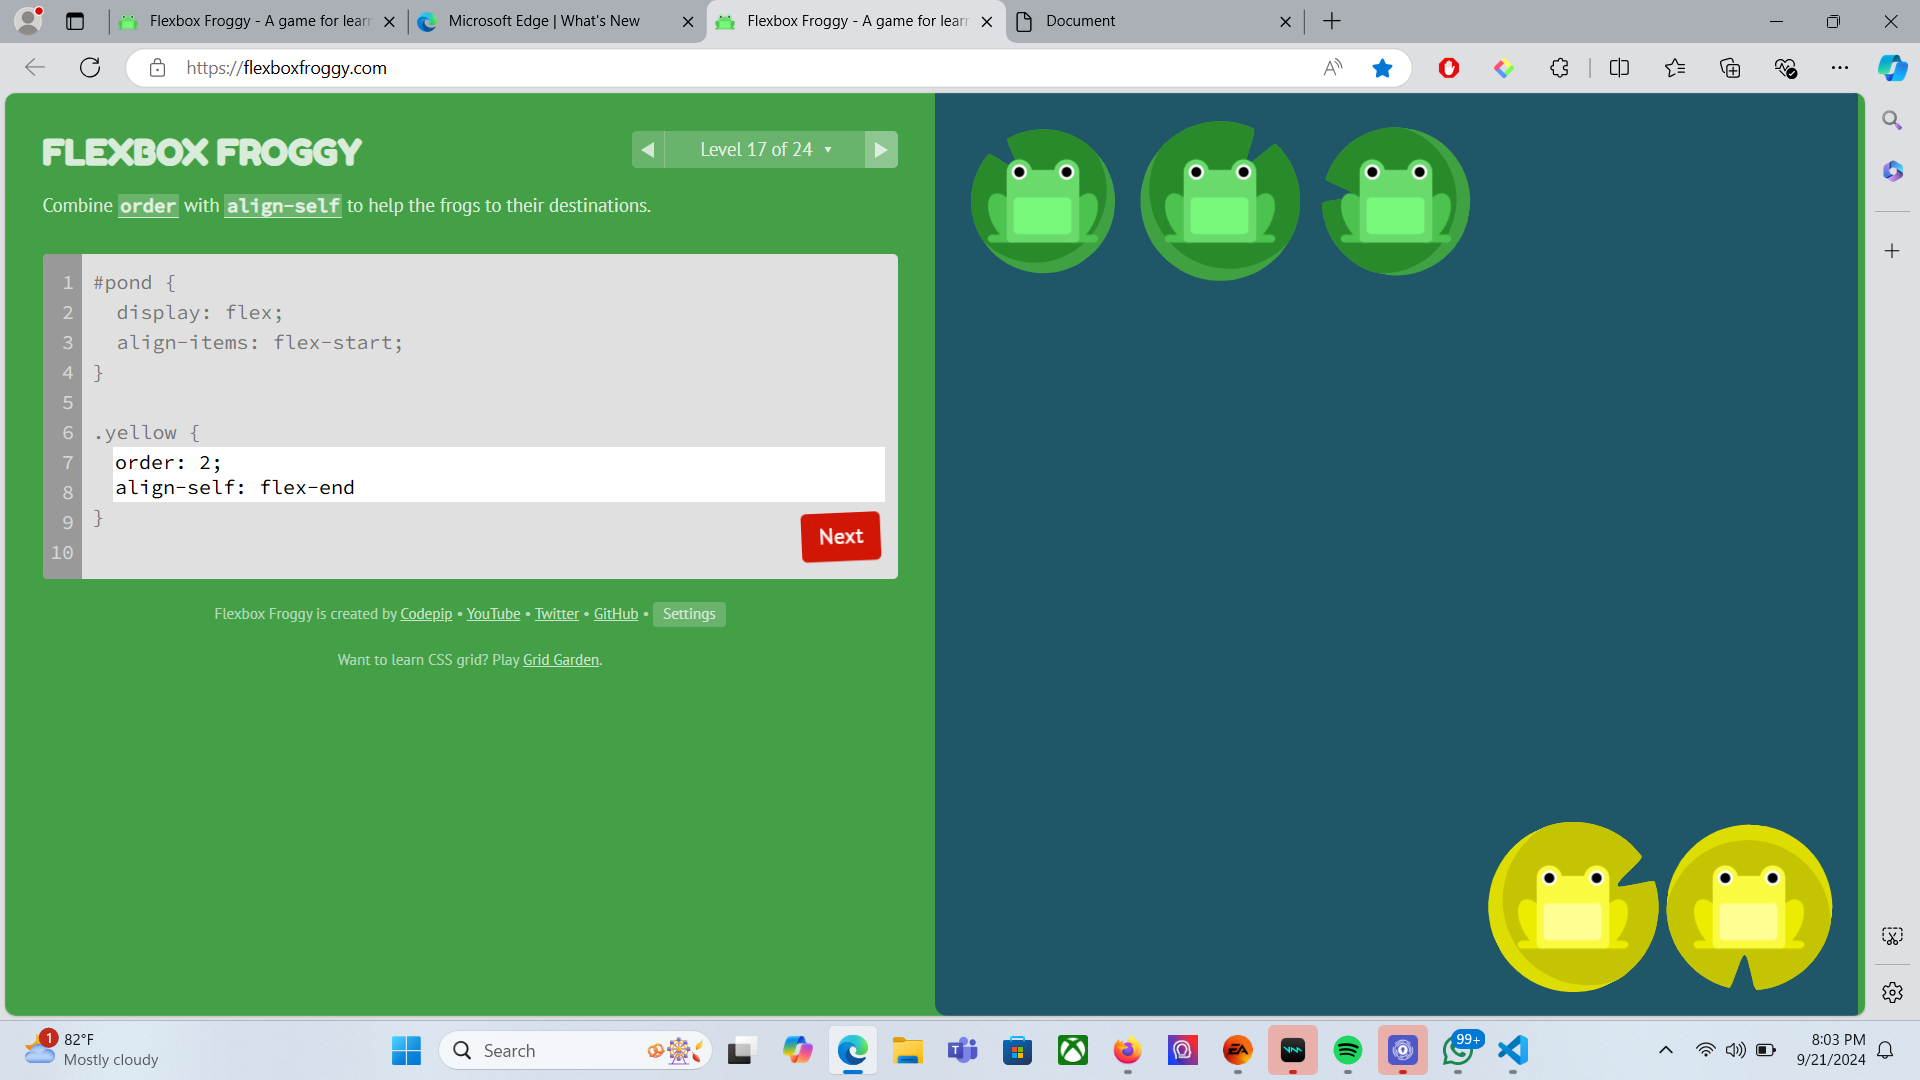 Flexbox Froggy - A game for learn
Microsoft Edge | What's New
Flexbox Froggy - A game for learn
Document
https://flexboxfroggy.com
FLEXBOX FROGGY
Level 17 of 24
Combine order with align-self to help the frogs to their destinations.
1 #pond {
2 display: flex;
3 align-items: flex-start;
4 }
5
6 .yellow {
7 order: 2;
8 align-self: flex-end
9 }
10
Next
Flexbox Froggy is created by Codepip • YouTube • Twitter • GitHub • Settings
Want to learn CSS grid? Play Grid Garden.
1
82°F
Mostly cloudy
Search
99+
8:03 PM
9/21/2024